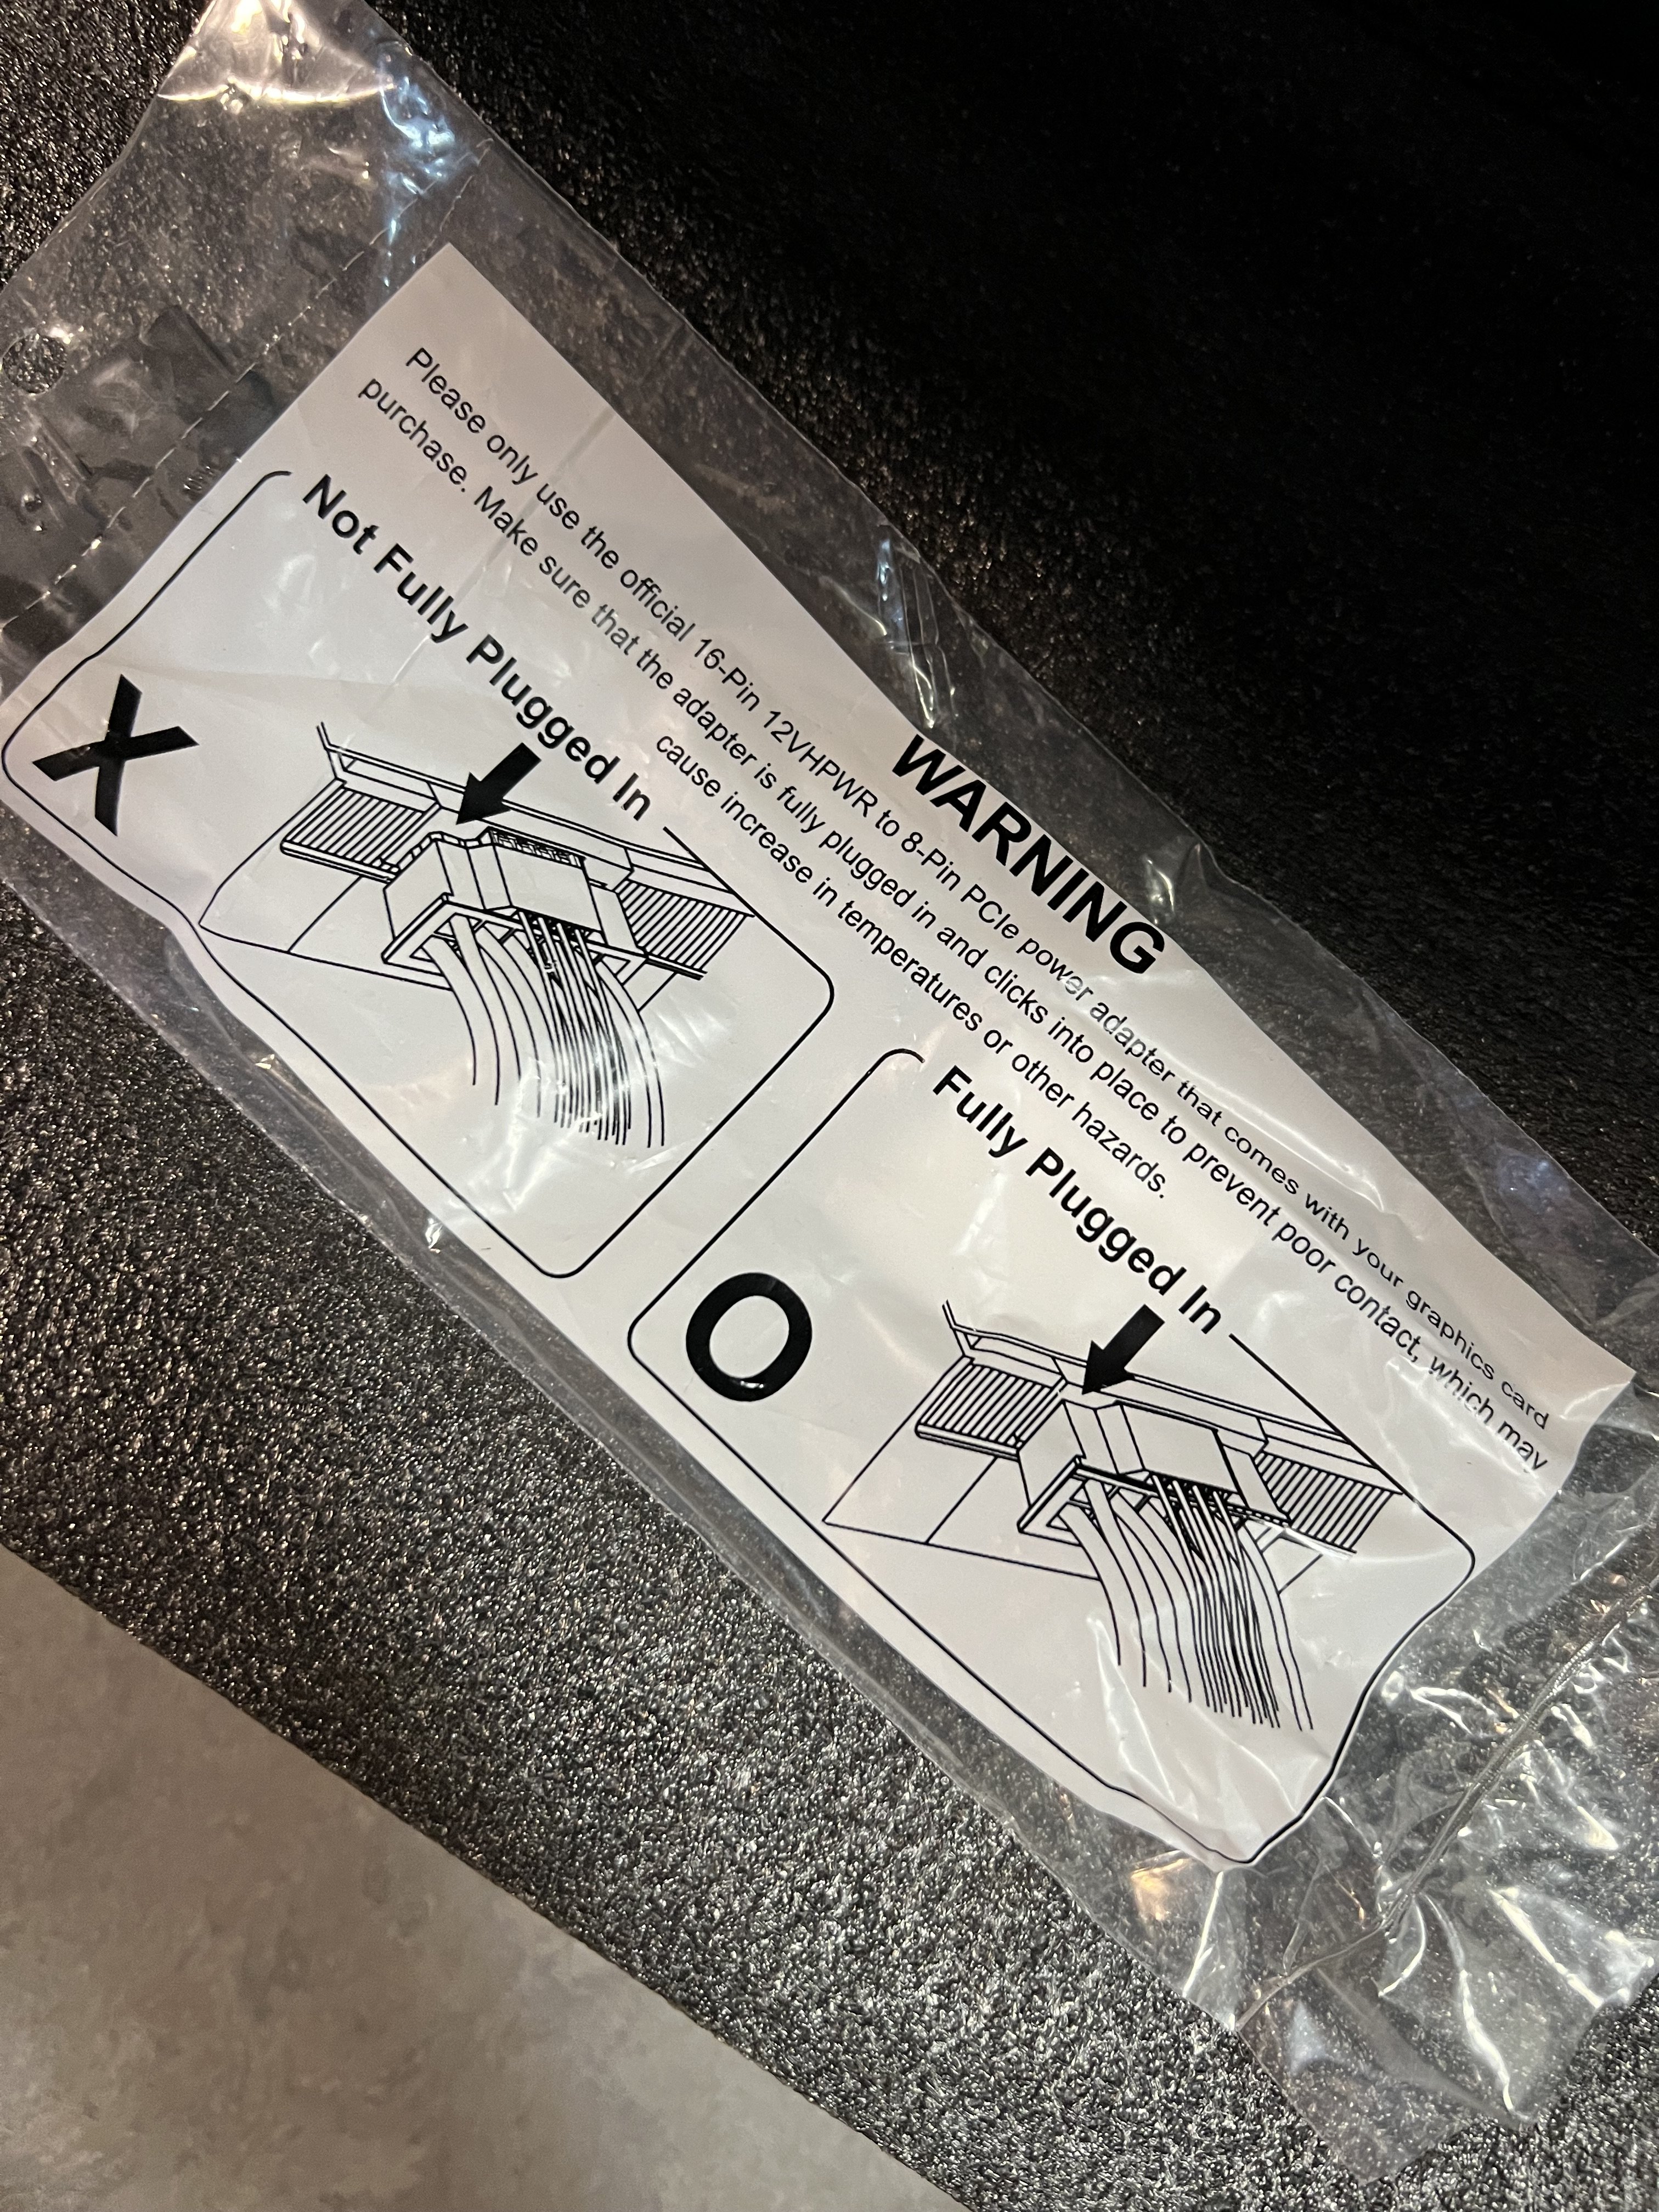 WARNING
Please only use the official 16-Pin 12VHPWR to 8-Pin PCIe power adapter that comes with your graphics card
purchase. Make sure that the adapter is fully plugged in and clicks into place to prevent poor contact, which may
cause increase in temperatures or other hazards.
Not Fully Plugged In
X
Fully Plugged In
O